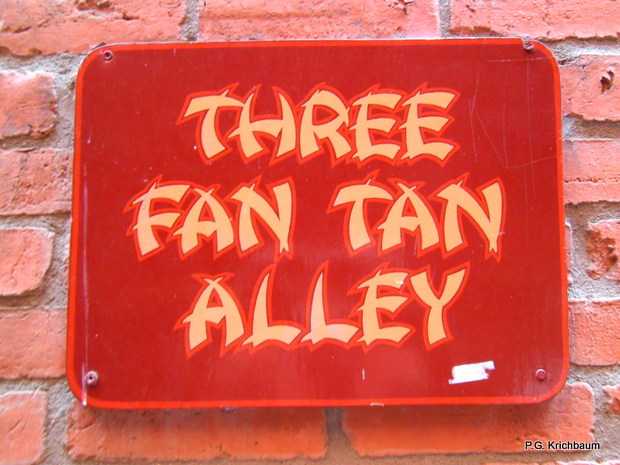 THREE
FAN TAN
ALLEY
P.G. Krichbaum